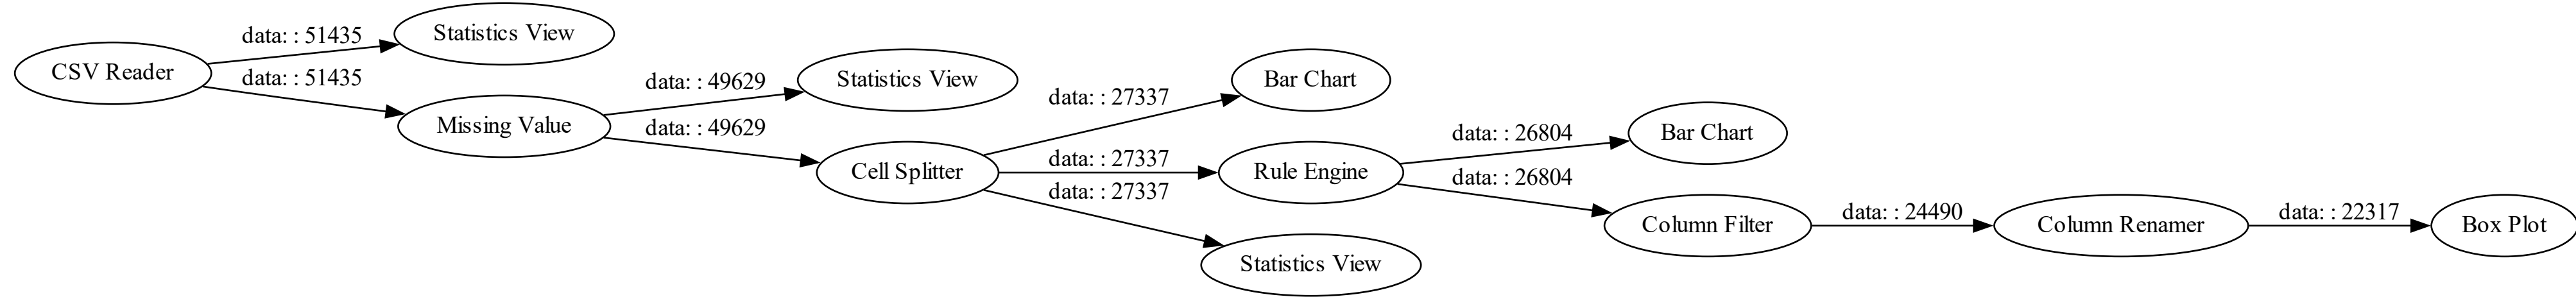 CSV Reader
data: : 51435
Statistics View
data: : 51435
Missing Value
data: : 49629
Statistics View
data: : 49629
Cell Splitter
data: : 27337
Bar Chart
data: : 27337
Rule Engine
data: : 27337
Statistics View
data: : 26804
Bar Chart
data: : 26804
Column Filter
data: : 24490
Column Renamer
data: : 22317
Box Plot